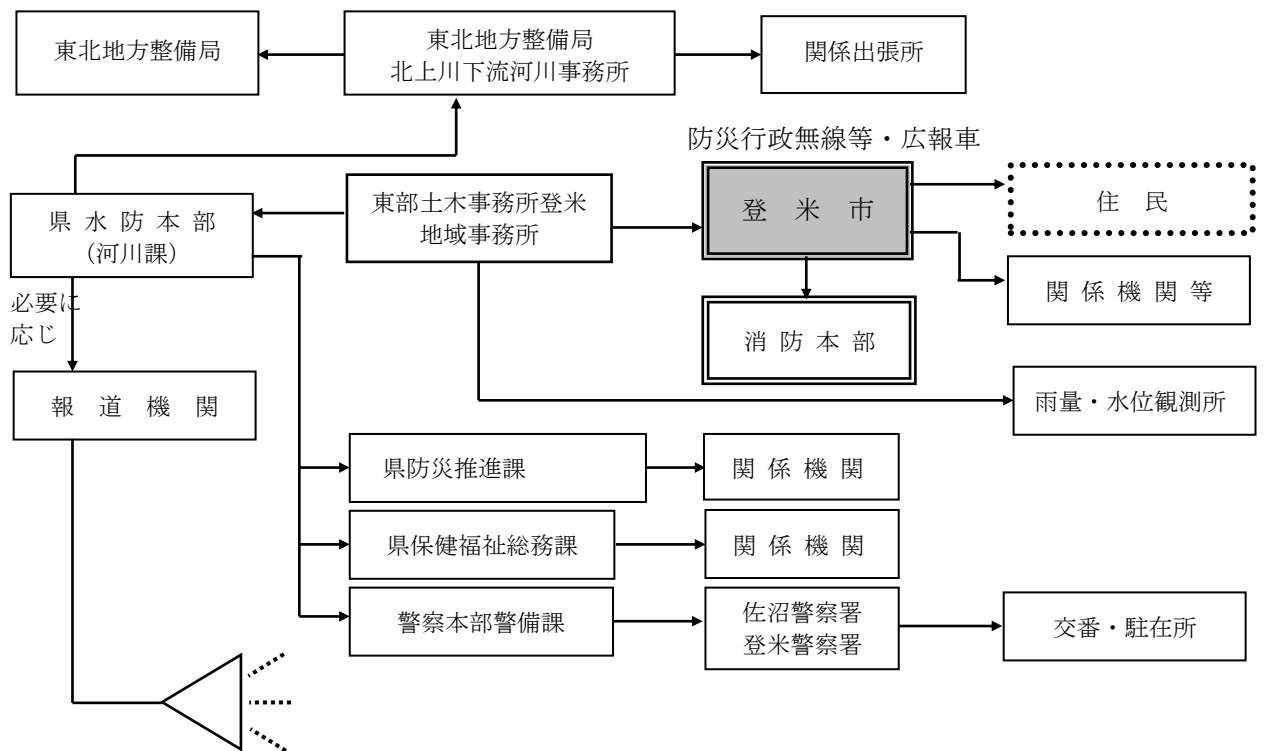 東北地方整備局
東北地方整備局
北上川下流河川事務所
関係出張所
防災行政無線等・広報車
県水防本部
（河川課）
東部土木事務所登米
地域事務所
登米市
住民
関係機関等
必要に
応じ
消防本部
報道機関
雨量・水位観測所
県防災推進課
関係機関
県保健福祉総務課
関係機関
警察本部警備課
佐沼警察署
登米警察署
交番・駐在所